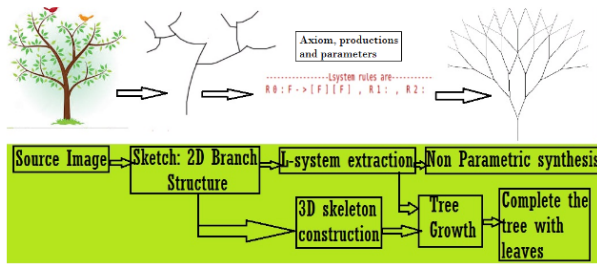 Axiom, productions
and parameters
----------------Lsystem rules are------------
R0:F->[F][F], R1: , R2:
Source Image
Sketch: 2D Branch
Structure
L-system extraction
Non Parametric synthesis
3D skeleton
construction
Tree
Growth
Complete the
tree with
leaves